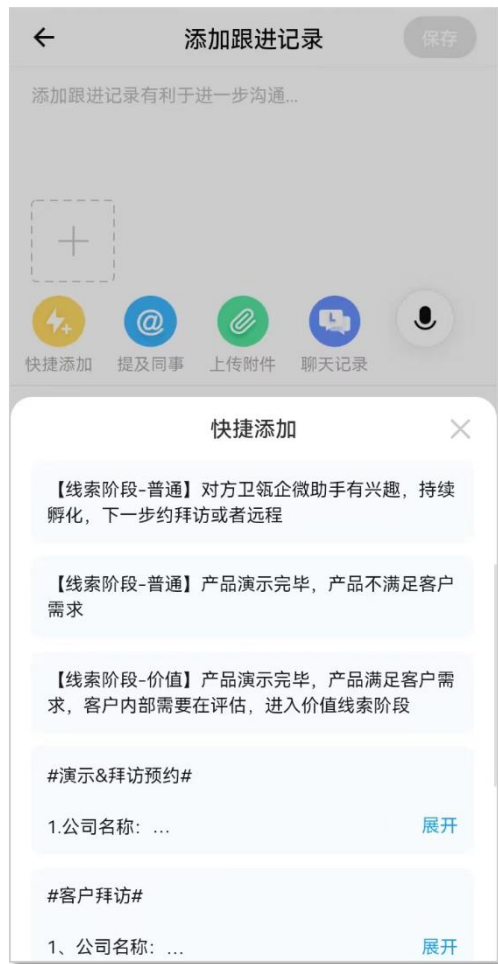 添加跟进记录
保存
添加跟进记录有利于进一步沟通...
快捷添加
提及同事
上传附件
聊天记录
快捷添加
【线索阶段-普通】对方卫瓴企微助手有兴趣，持续
孵化，下一步约拜访或者远程
【线索阶段-普通】产品演示完毕，产品不满足客户
需求
【线索阶段-价值】产品演示完毕，产品满足客户需
求，客户内部需要在评估，进入价值线索阶段
#演示&拜访预约#
1.公司名称：...
展开
#客户拜访#
1、公司名称：...
展开